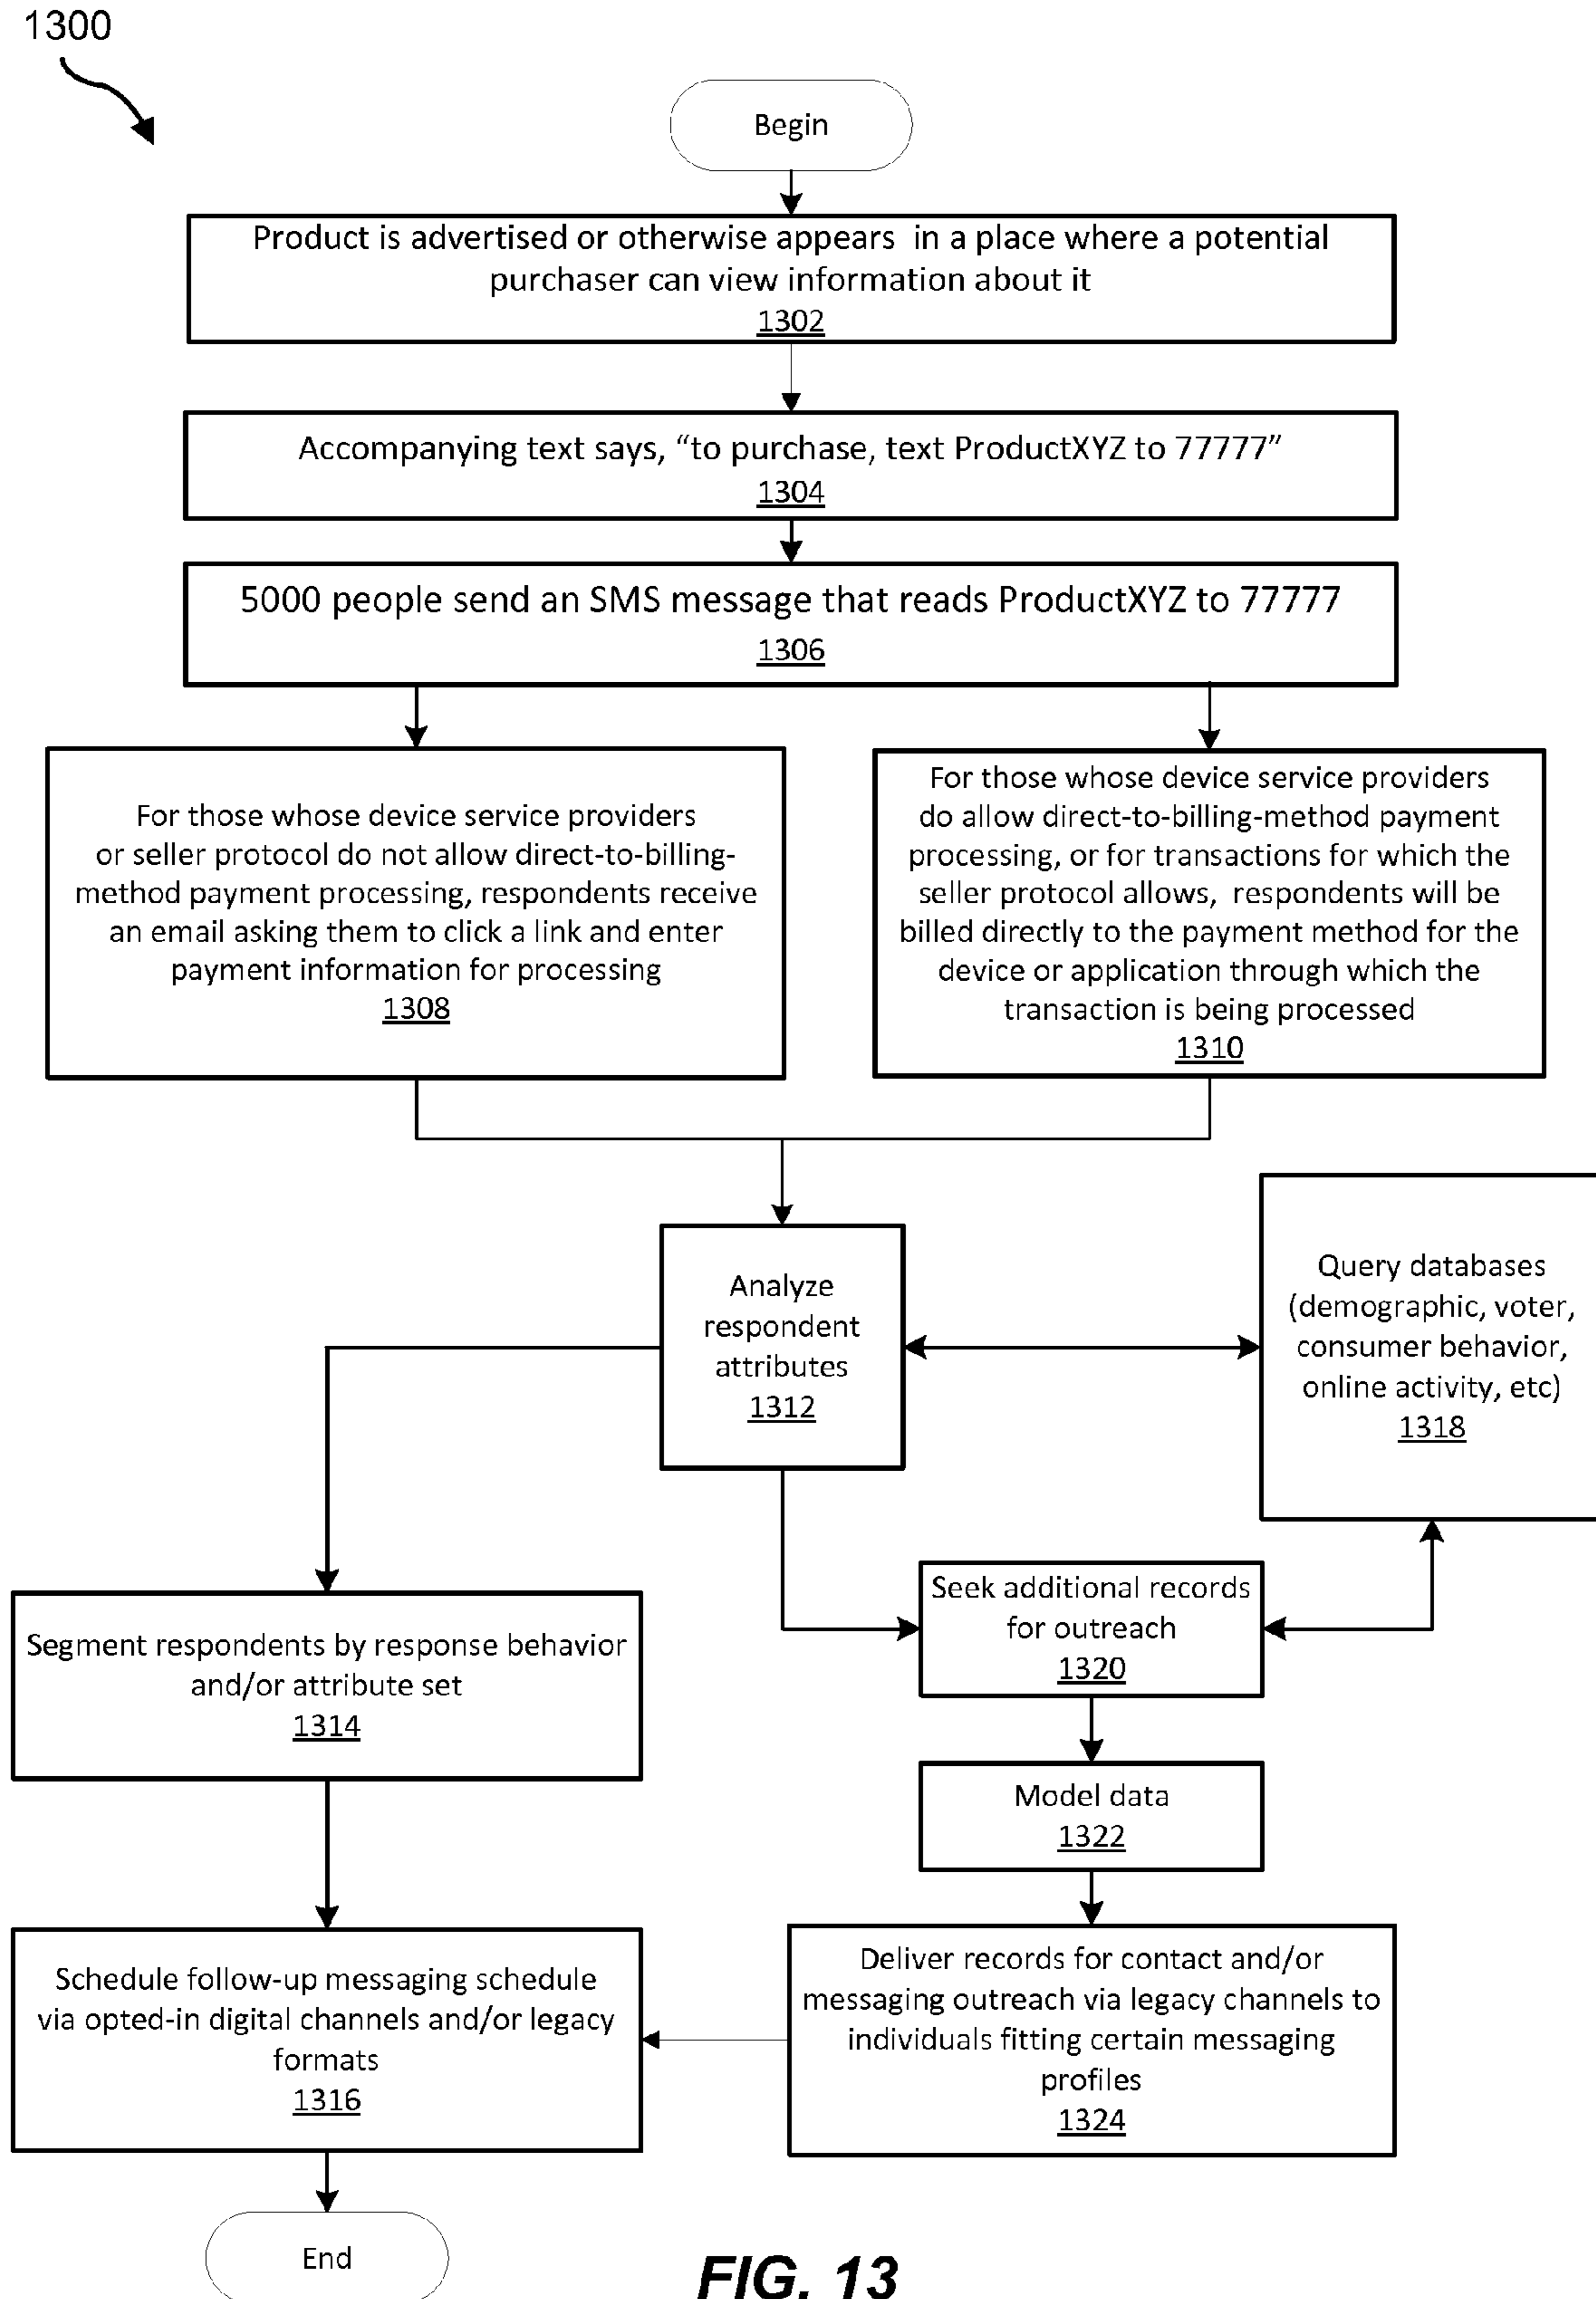 1300
Begin
Product is advertised or otherwise appears in a place where a potential
purchaser can view information about it
1302
Accompanying text says, “to purchase, text ProductXYZ to 77777”
1304
5000 people send an SMS message that reads ProductXYZ to 77777
1306
For those whose device service providers
or seller protocol do not allow direct-to-billing-
method payment processing, respondents receive
an email asking them to click a link and enter
payment information for processing
1308
For those whose device service providers
do allow direct-to-billing-method payment
processing, or for transactions for which the
seller protocol allows, respondents will be
billed directly to the payment method for the
device or application through which the
transaction is being processed
1310
Analyze
respondent
attributes
1312
Query databases
(demographic, voter,
consumer behavior,
online activity, etc)
1318
Segment respondents by response behavior
and/or attribute set
1314
Seek additional records
for outreach
1320
Model data
1322
Schedule follow-up messaging schedule
via opted-in digital channels and/or legacy
formats
1316
Deliver records for contact and/or
messaging outreach via legacy channels to
individuals fitting certain messaging
profiles
1324
End
FIG. 13